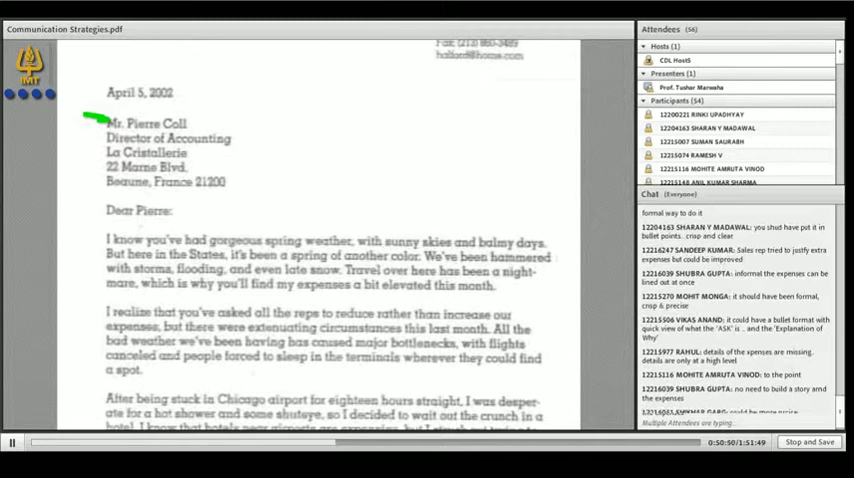 Communication Strategies.pdf
IMT
Fax: (213) 860-3489
halford@home.com
April 5, 2002
Mr. Pierre Coll
Director of Accounting
La Cristallerie
22 Marne Blvd.
Beaune, France 21200
Dear Pierre:
I know you've had gorgeous spring weather, with sunny skies and balmy days.
But here in the States, it's been a spring of another color. We've been hammered
with storms, flooding, and even late snow. Travel over here has been a night-
mare, which is why you'll find my expenses a bit elevated this month.
I realize that you've asked all the reps to reduce rather than increase our
expenses, but there were extenuating circumstances this last month. All the
bad weather we've been having has caused major bottlenecks, with flights
canceled and people forced to sleep in the terminals wherever they could find
a spot.
After being stuck in Chicago airport for eighteen hours straight, I was desper-
ate for a hot shower and some shuteye, so I decided to wait out the crunch in a
hotel. I know that hotels near airports are expensive, but I
Attendees (56)
Hosts (1)
CDL Host5
Presenters (1)
Prof. Tushar Marwaha
Participants (54)
12200221 RINKI UPADHYAY
12204163 SHARAN Y MADAWAL
12215007 SUMAN SAURABH
12215074 RAMESH V
12215116 MOHITE AMRUTA VINOD
12215148 ANIL KUMAR SHARMA
Chat (Everyone)
formal way to do it
12204163 SHARAN Y MADAWAL: you shud have put it in
bullet points.. crisp and clear
12216247 SANDEEP KUMAR: Sales rep tried to jsutify extra
expenses but could be improved
12216039 SHUBRA GUPTA: informal the expenses can be
lined out at once
12215270 MOHIT MONGA: it should have been formal,
crisp & precise
12215506 VIKAS ANAND: it could have a bullet format with
quick view of what the 'ASK' is .. and the 'Explanation of
Why'
12215977 RAHUL: details of the xpenses are missing.
details are only at a high level
12215116 MOHITE AMRUTA VINOD: to the point
12216039 SHUBRA GUPTA: no need to build a story amd
the expenses
GARG: could be more
Multiple Attendees are typing...
0:50:50/1:51:49
Stop and Save